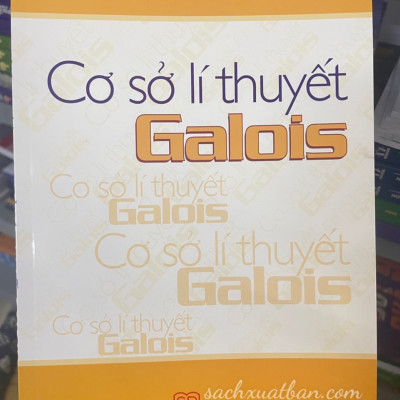 Cơ sở lí thuyết
Galois
Cơ sở lí thuyết
Galois
Cơ sở lí thuyết
Galois
Cơ sở lí thuyết
Galois
sachxuatban.com